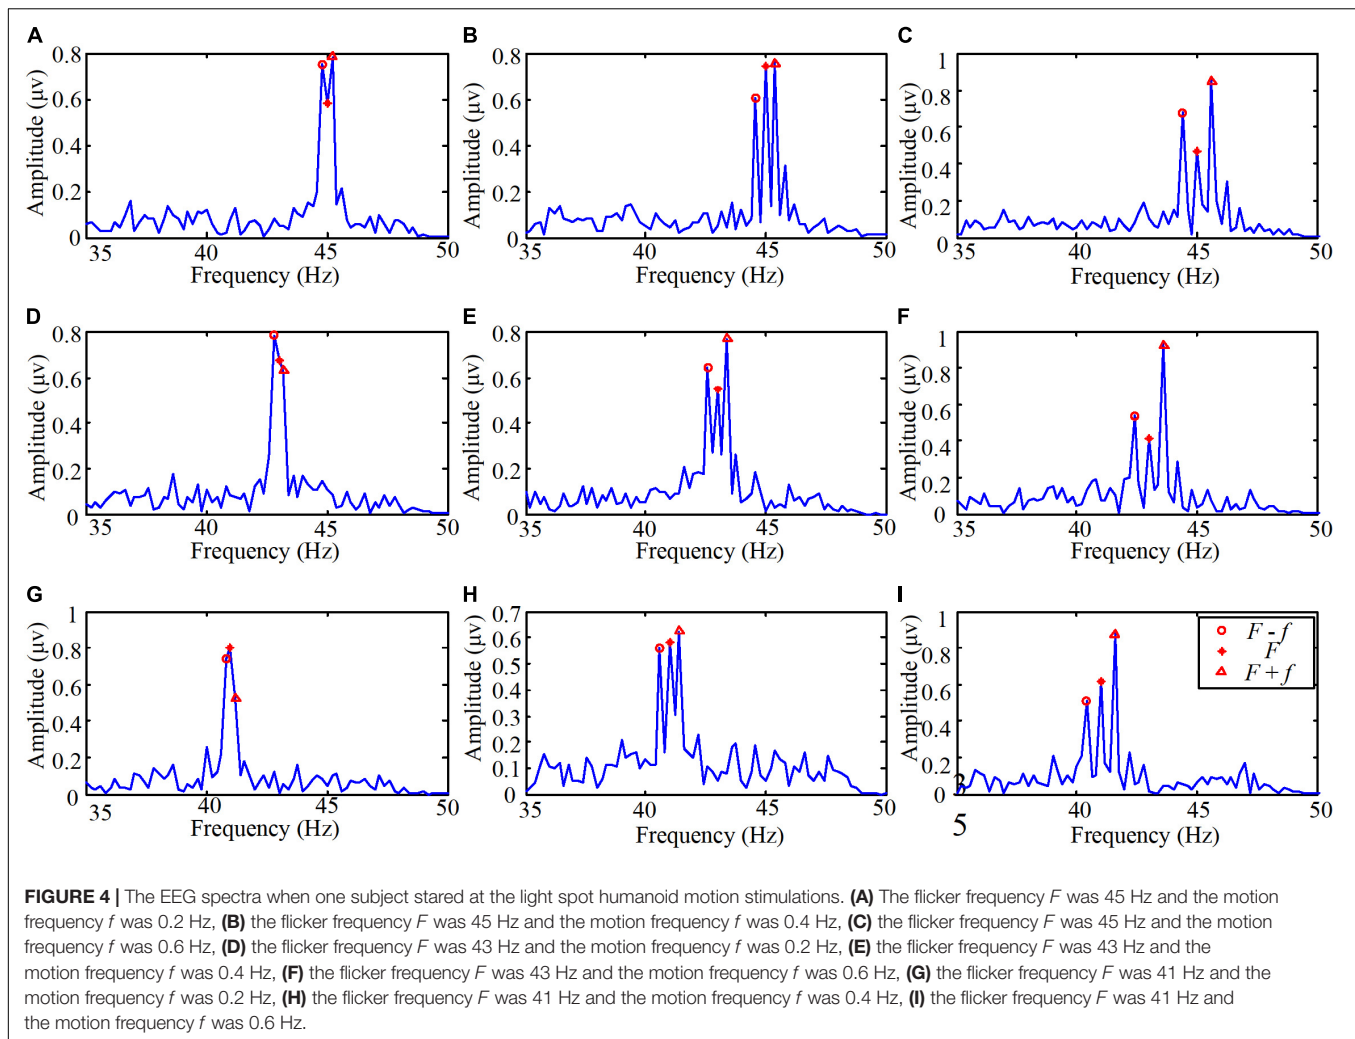 A
0.8
0.6
0.4
0.2
0
35 40 45 50
Amplitude (μv)
Frequency (Hz)
B
0.8
0.6
0.4
0.2
0
35 40 45 50
Amplitude (μv)
Frequency (Hz)
C
1
0.8
0.6
0.4
0.2
0
35 40 45 50
Amplitude (μv)
Frequency (Hz)
D
0.8
0.6
0.4
0.2
0
35 40 45 50
Amplitude (μv)
Frequency (Hz)
E
0.8
0.6
0.4
0.2
0
35 40 45 50
Amplitude (μv)
Frequency (Hz)
F
1
0.8
0.6
0.4
0.2
0
35 40 45 50
Amplitude (μv)
Frequency (Hz)
G
1
0.8
0.6
0.4
0.2
0
35 40 45 50
Amplitude (μv)
Frequency (Hz)
H
0.7
0.6
0.5
0.4
0.3
0.2
0.1
0
35 40 45 50
Amplitude (μv)
Frequency (Hz)
I
1
0.8
0.6
0.4
0.2
0
3
5
40 45 50
Amplitude (μv)
Frequency (Hz)
F - f
F
F + f
FIGURE 4 | The EEG spectra when one subject stared at the light spot humanoid motion stimulations. (A) The flicker frequency F was 45 Hz and the motion
frequency f was 0.2 Hz, (B) the flicker frequency F was 45 Hz and the motion frequency f was 0.4 Hz, (C) the flicker frequency F was 45 Hz and the motion
frequency f was 0.6 Hz, (D) the flicker frequency F was 43 Hz and the motion frequency f was 0.2 Hz, (E) the flicker frequency F was 43 Hz and the
motion frequency f was 0.4 Hz, (F) the flicker frequency F was 43 Hz and the motion frequency f was 0.6 Hz, (G) the flicker frequency F was 41 Hz and the
motion frequency f was 0.2 Hz, (H) the flicker frequency F was 41 Hz and the motion frequency f was 0.4 Hz, (I) the flicker frequency F was 41 Hz and
the motion frequency f was 0.6 Hz.